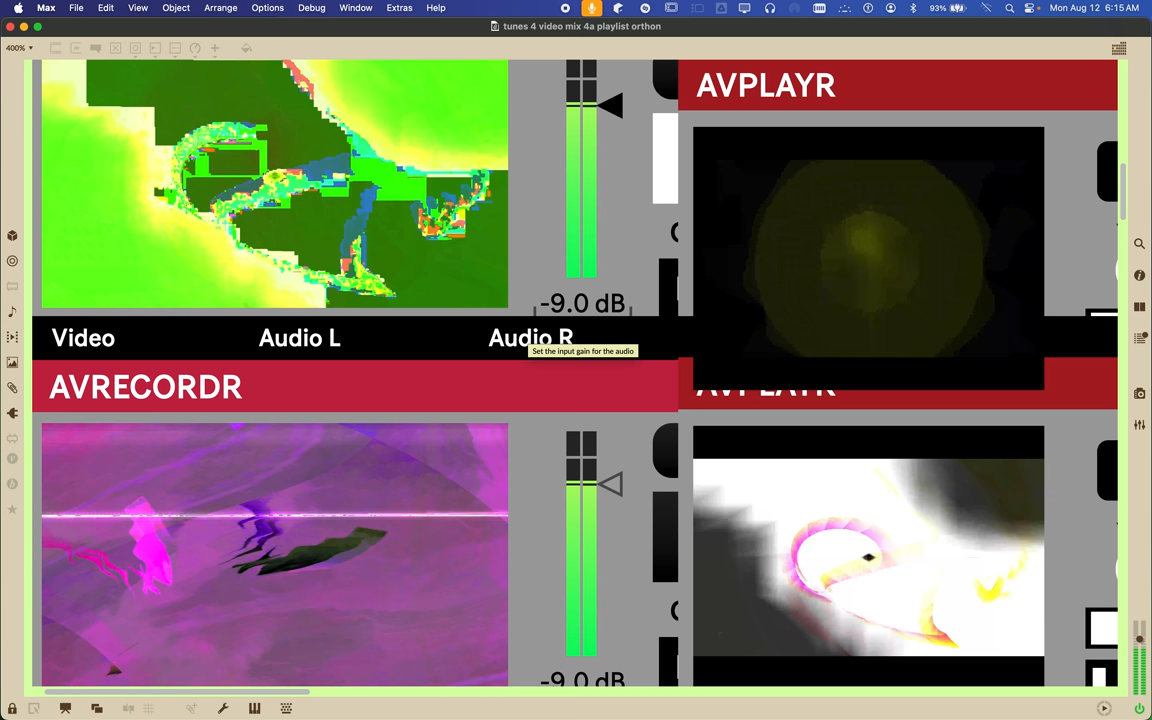 Max File Edit View Object Arrange Options Debug Window Extras Help
93% Mon Aug 12 6:15 AM
tunes 4 video mix 4a playlist orthon
400%
AVPLAYR
-9.0 dB
Video Audio L Audio R
Set the input gain for the audio
AVRECORDR
AVPLAYR
-9.0 dB